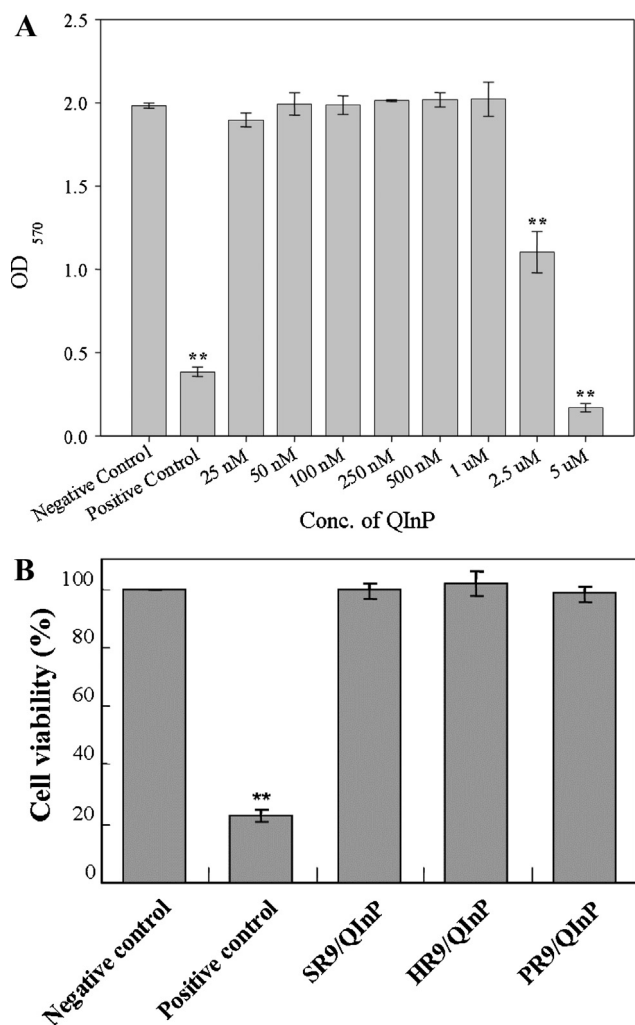 A
2.5
2.0
1.5
1.0
0.5
0.0
OD 570
**
**
**
Negative Control
Positive Control
25 nM
50 nM
100 nM
250 nM
500 nM
1 uM
2.5 uM
5 uM
Conc. of QInP
B
100
80
60
40
20
0
Cell viability (%)
**
Negative control
Positive control
SR9/QInP
HR9/QInP
PR9/QInP